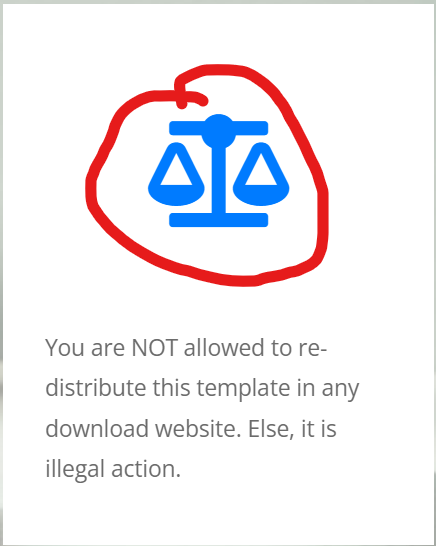 You are NOT allowed to re-
distribute this template in any
download website. Else, it is
illegal action.